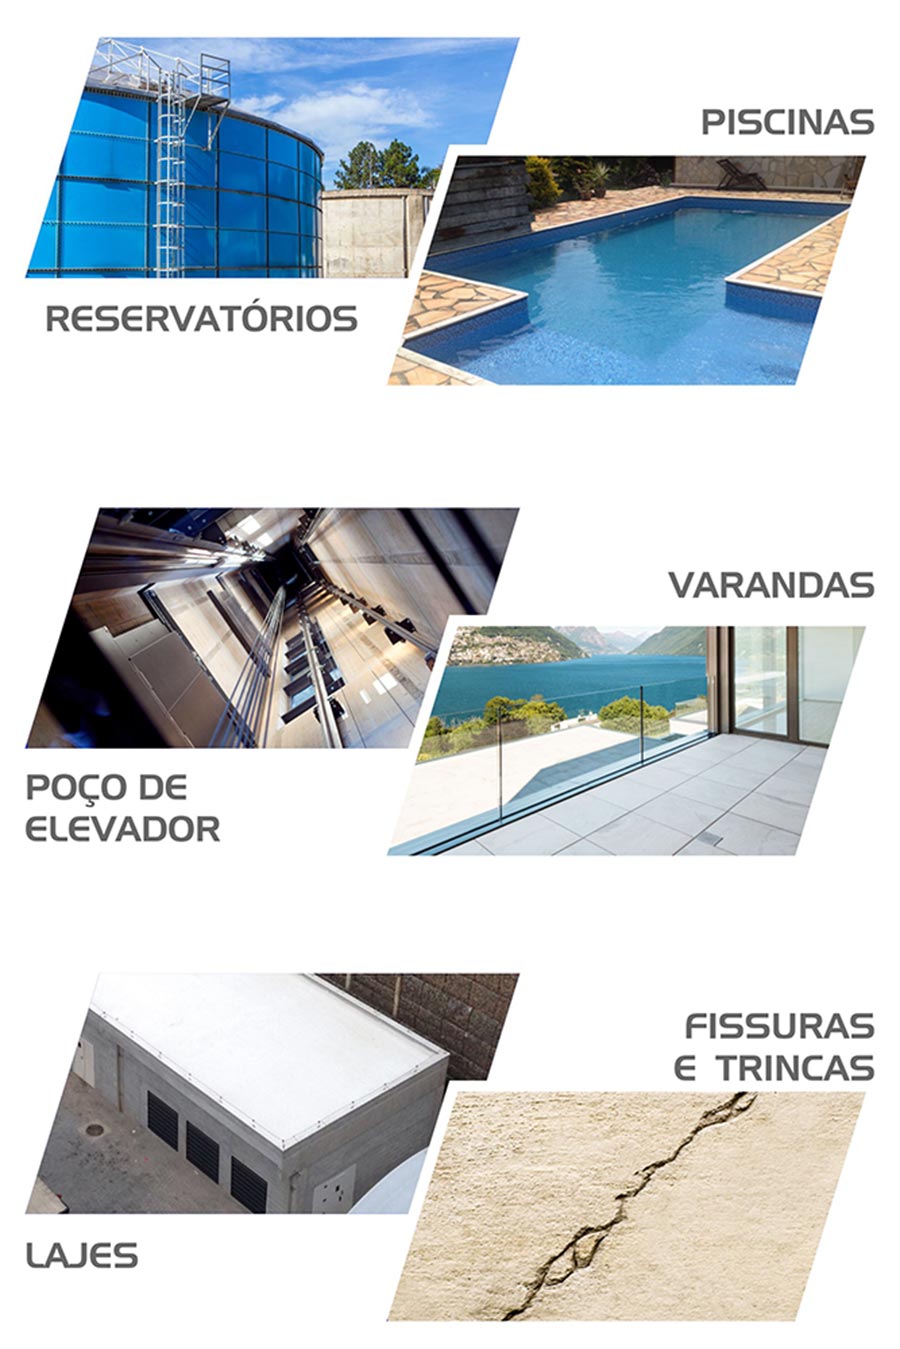 PISCINAS
RESERVATÓRIOS
VARANDAS
POÇO DE
ELEVADOR
FISSURAS
E TRINCAS
LAJES